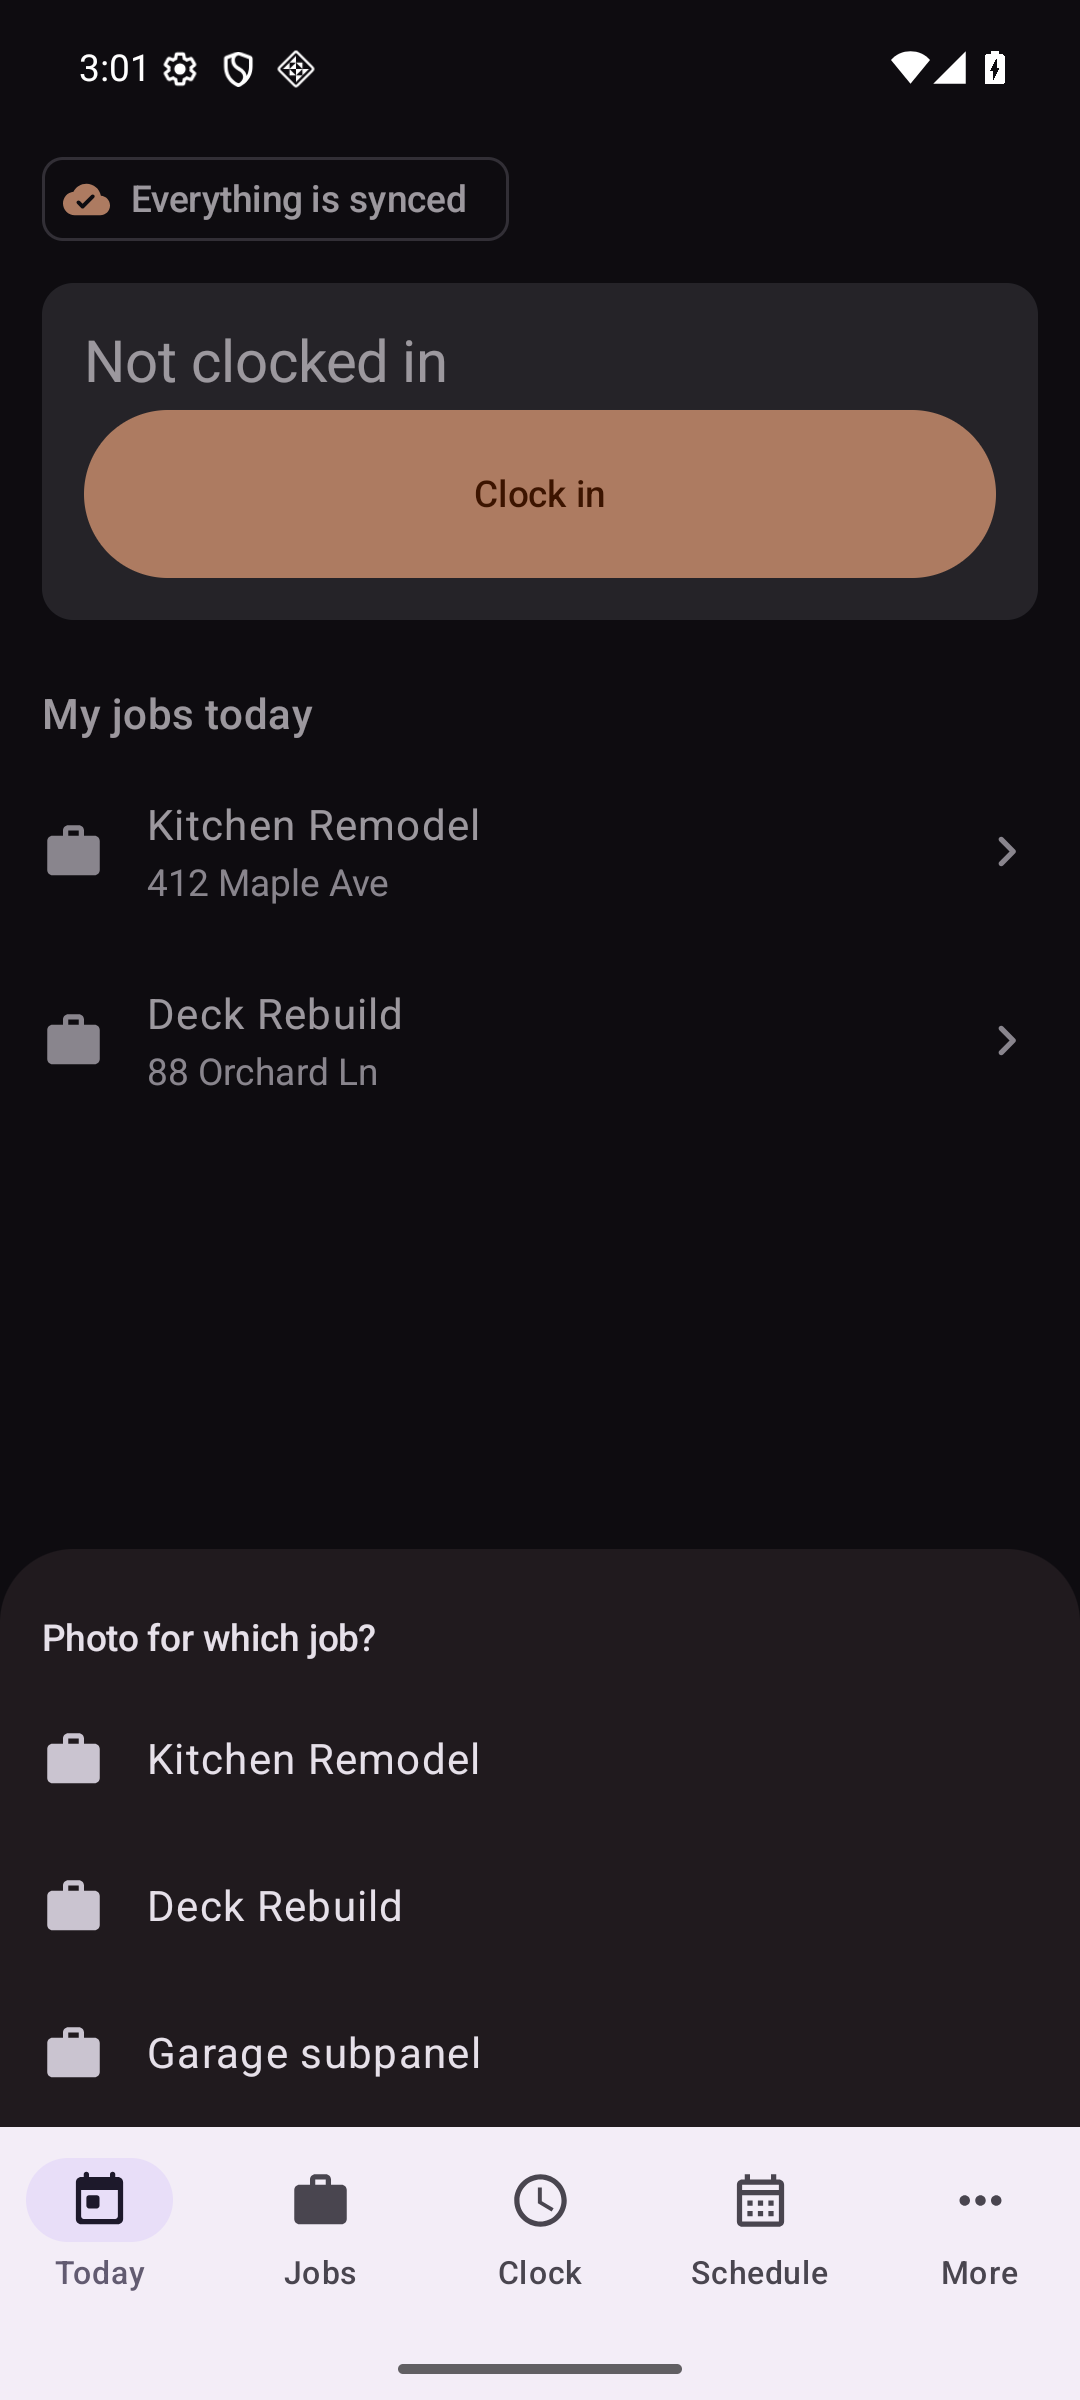 3:01
Everything is synced
Not clocked in
Clock in
My jobs today
Kitchen Remodel
412 Maple Ave
Deck Rebuild
88 Orchard Ln
Photo for which job?
Kitchen Remodel
Deck Rebuild
Garage subpanel
Today Jobs Clock Schedule More